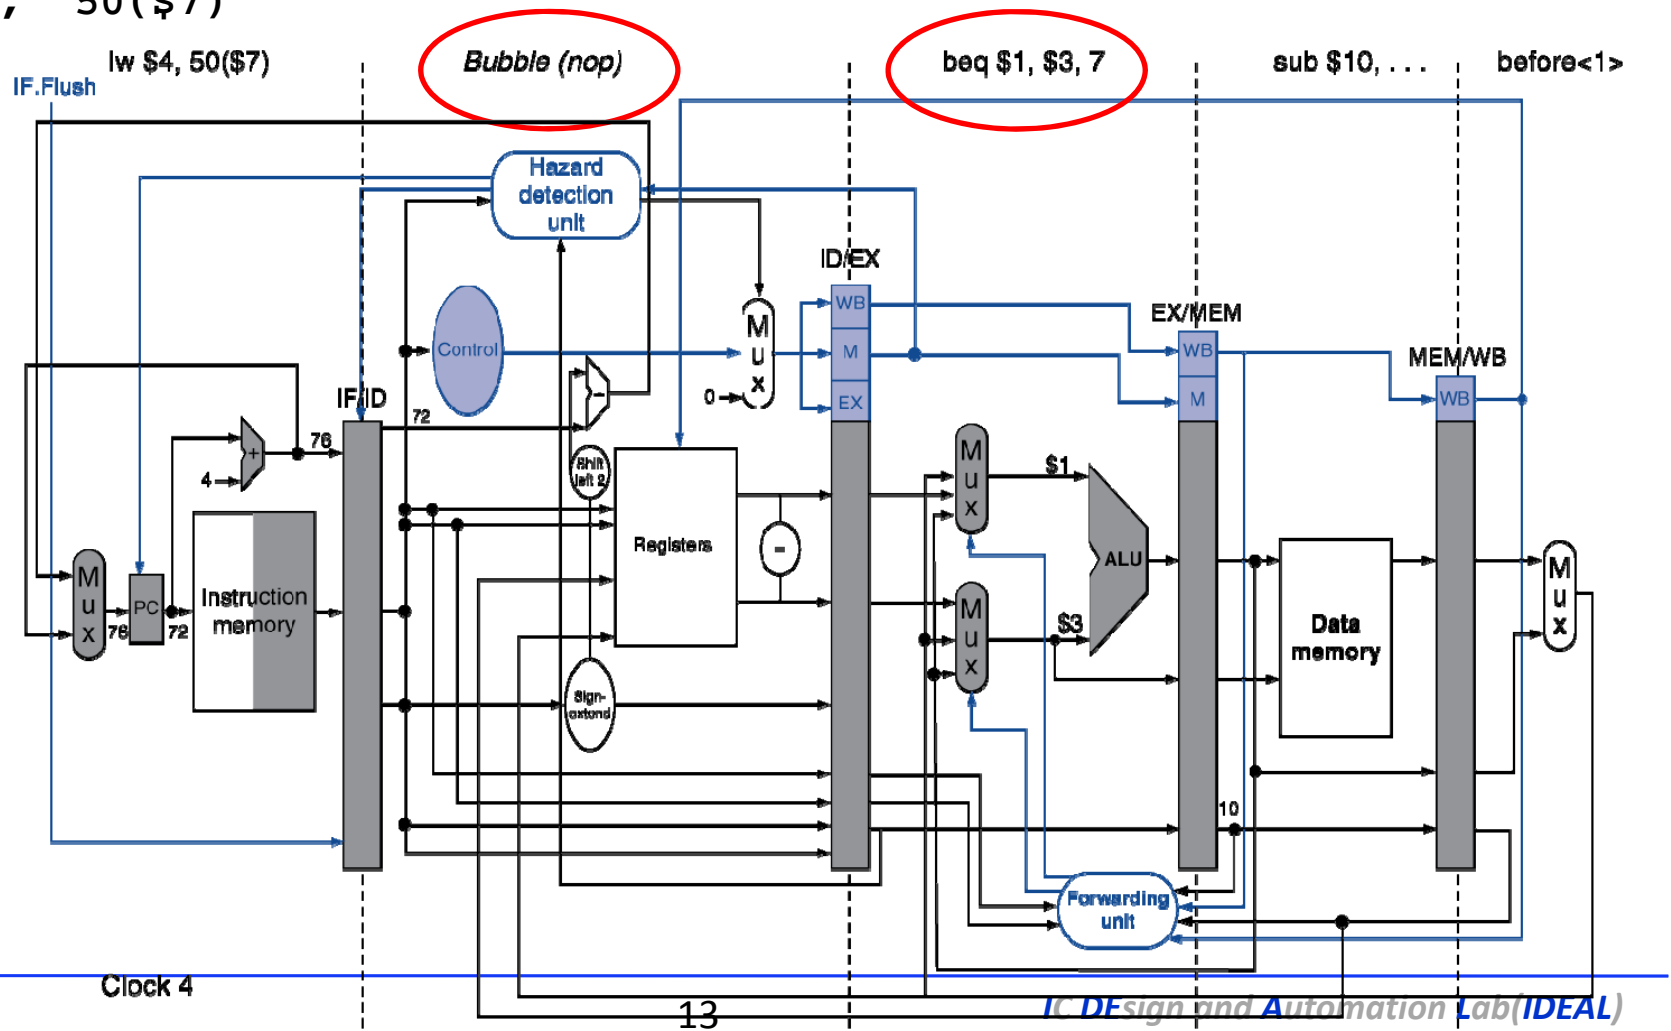 , 50($7)
lw $4, 50($7)
Bubble (nop)
beq $1, $3, 7
sub $10, . . .
before<1>
IF.Flush
Hazard
detection
unit
ID/EX
WB
M
EX
EX/MEM
WB
M
MEM/WB
WB
Control
M
u
x
0
IF/ID
72
76
+
4
-
Shift
left 2
Registers
=
M
u
x
$1
ALU
M
u
x
$3
M
u
x
76
PC
72
Instruction
memory
Sign-
extend
Data
memory
M
u
x
10
Forwarding
unit
Clock 4
13
IC DEsign and Automation Lab(IDEAL)